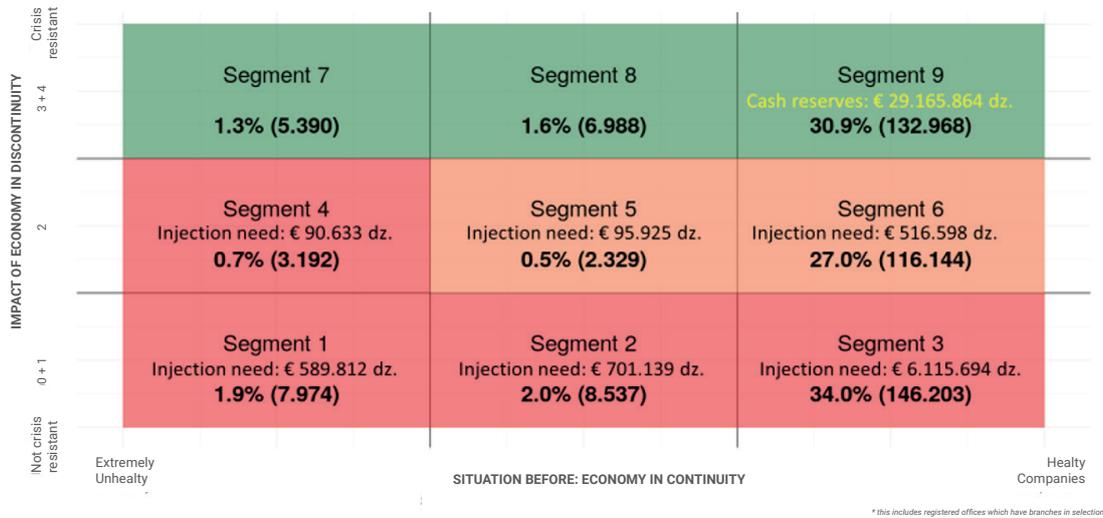 Crisis
resistant
IMPACT OF ECONOMY IN DISCONTINUITY
3 + 4
2
0 + 1
Not crisis
resistant
Segment 7
1.3% (5.390)
Segment 8
1.6% (6.988)
Segment 9
Cash reserves: € 29.165.864 dz.
30.9% (132.968)
Segment 4
Injection need: € 90.633 dz.
0.7% (3.192)
Segment 5
Injection need: € 95.925 dz.
0.5% (2.329)
Segment 6
Injection need: € 516.598 dz.
27.0% (116.144)
Segment 1
Injection need: € 589.812 dz.
1.9% (7.974)
Segment 2
Injection need: € 701.139 dz.
2.0% (8.537)
Segment 3
Injection need: € 6.115.694 dz.
34.0% (146.203)
Extremely
Unhealty
SITUATION BEFORE: ECONOMY IN CONTINUITY
Healty
Companies
* this includes registered offices which have branches in selection